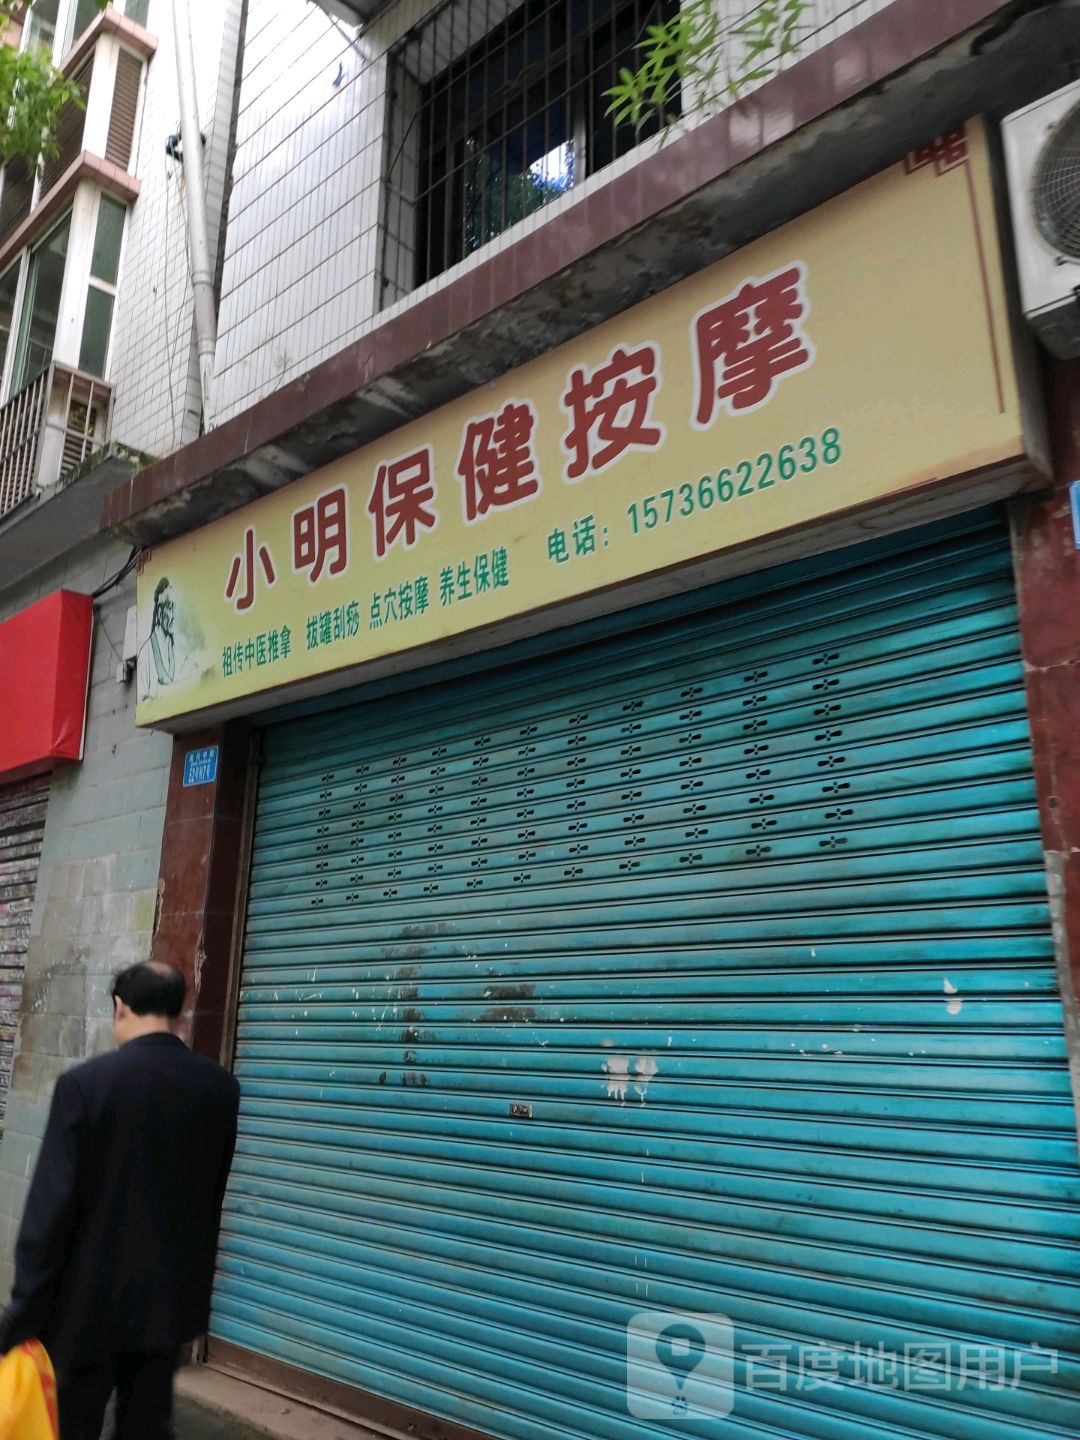 小明保健按摩
祖传中医推拿 拔罐刮痧 点穴按摩 养生保健 电话：15736622638
百度地图用户